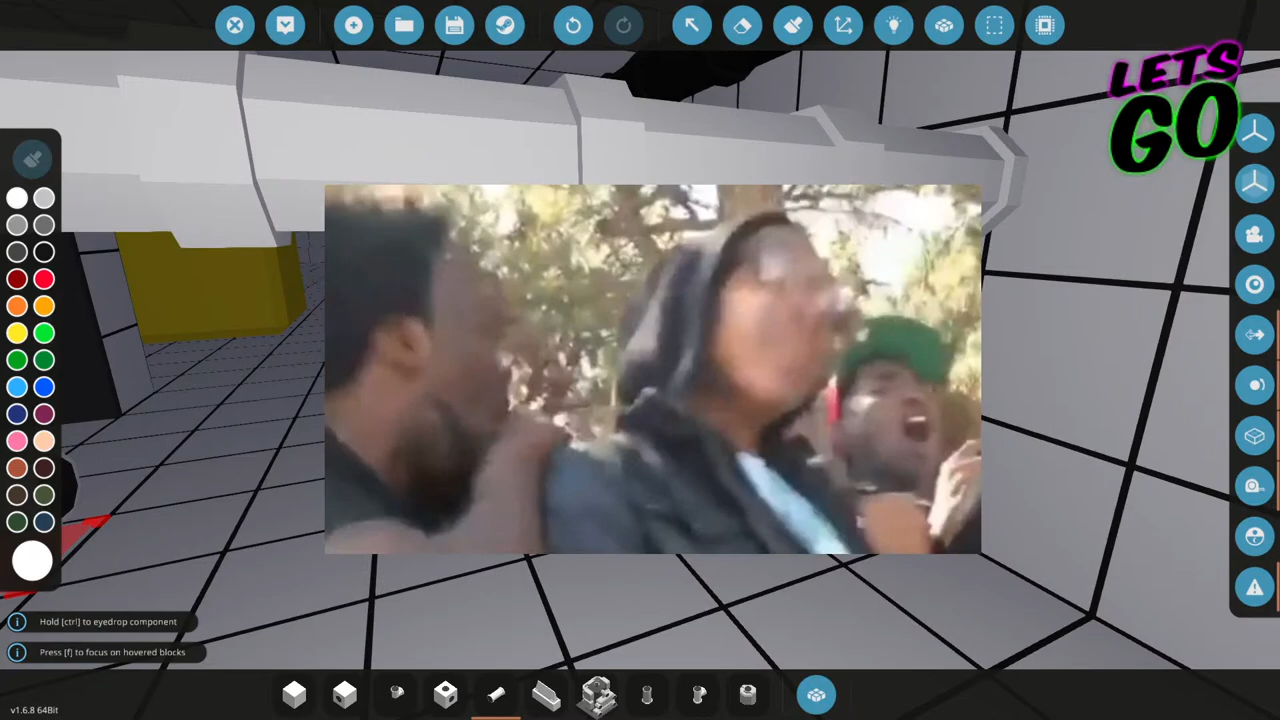 LETS
GO
Hold [ctrl] to eyedrop component
Press [f] to focus on hovered blocks
v1.6.8 64Bit